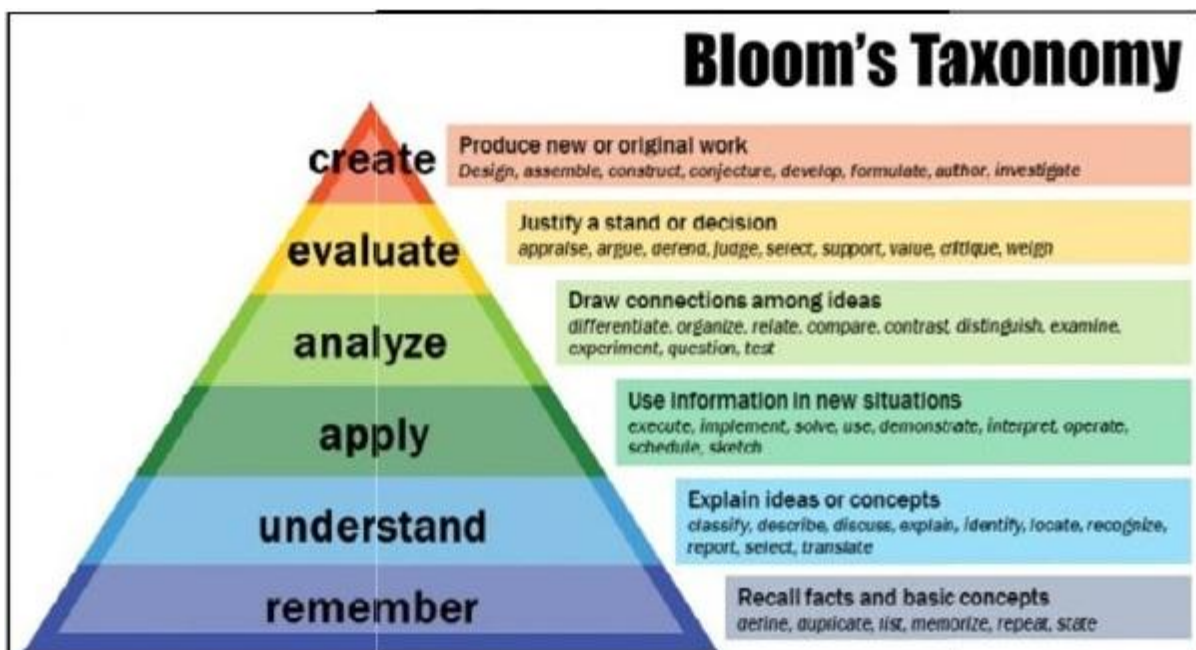 Bloom's Taxonomy
create
Produce new or original work
Design, assemble, construct, conjecture, develop, formulate, author, investigate
evaluate
Justify a stand or decision
appraise, argue, defend, judge, select, support, value, critique, weigh
analyze
Draw connections among ideas
differentiate, organize, relate, compare, contrast, distinguish, examine,
experiment, question, test
apply
Use information in new situations
execute, implement, solve, use, demonstrate, interpret, operate,
schedule, sketch
understand
Explain ideas or concepts
classify, describe, discuss, explain, identify, locate, recognize,
report, select, translate
remember
Recall facts and basic concepts
define, duplicate, list, memorize, repeat, state